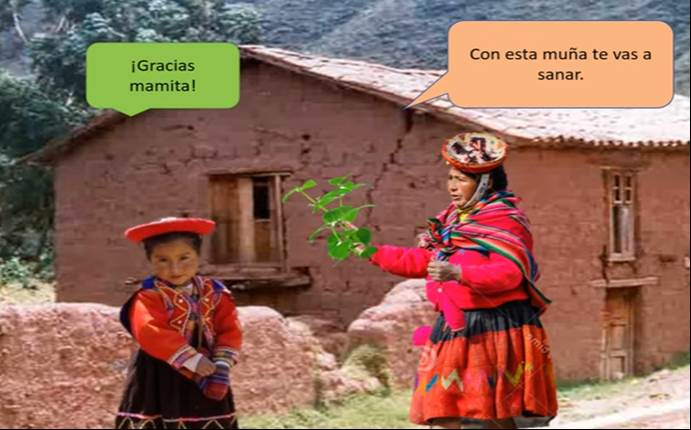 ¡Gracias
mamita!
Con esta muña te vas a
sanar.